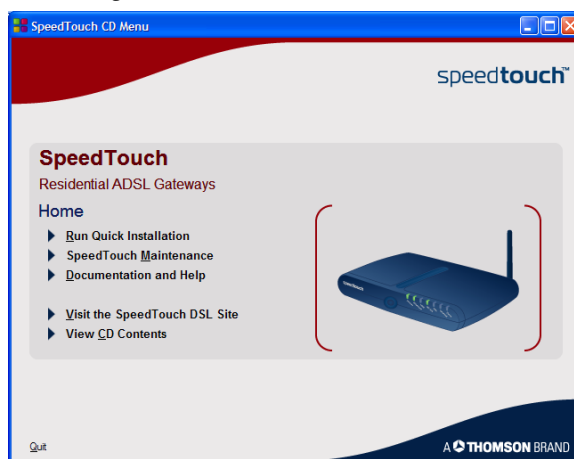 SpeedTouch CD Menu
speedtouch™
SpeedTouch
Residential ADSL Gateways
Home
Run Quick Installation
SpeedTouch Maintenance
Documentation and Help
Visit the SpeedTouch DSL Site
View CD Contents
Quit
A THOMSON BRAND